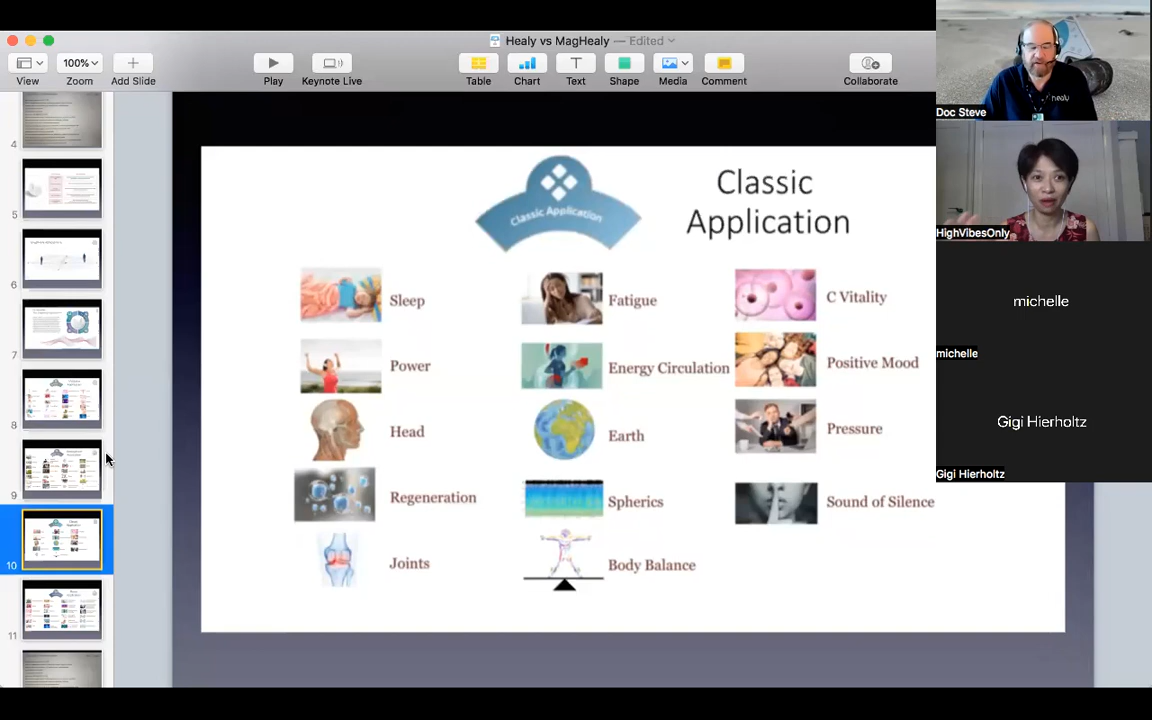 Healy vs MagHealy — Edited
View
100%
Zoom
Add Slide
Play
Keynote Live
Table
Chart
Text
Shape
Media
Comment
Collaborate
4
5
6
7
8
9
10
11
Classic Application
Classic
Application
Sleep
Fatigue
C Vitality
Power
Energy Circulation
Positive Mood
Head
Earth
Pressure
Regeneration
Spherics
Sound of Silence
Joints
Body Balance
Doc Steve
HighVibesOnly
michelle
michelle
Gigi Hierholtz
Gigi Hierholtz